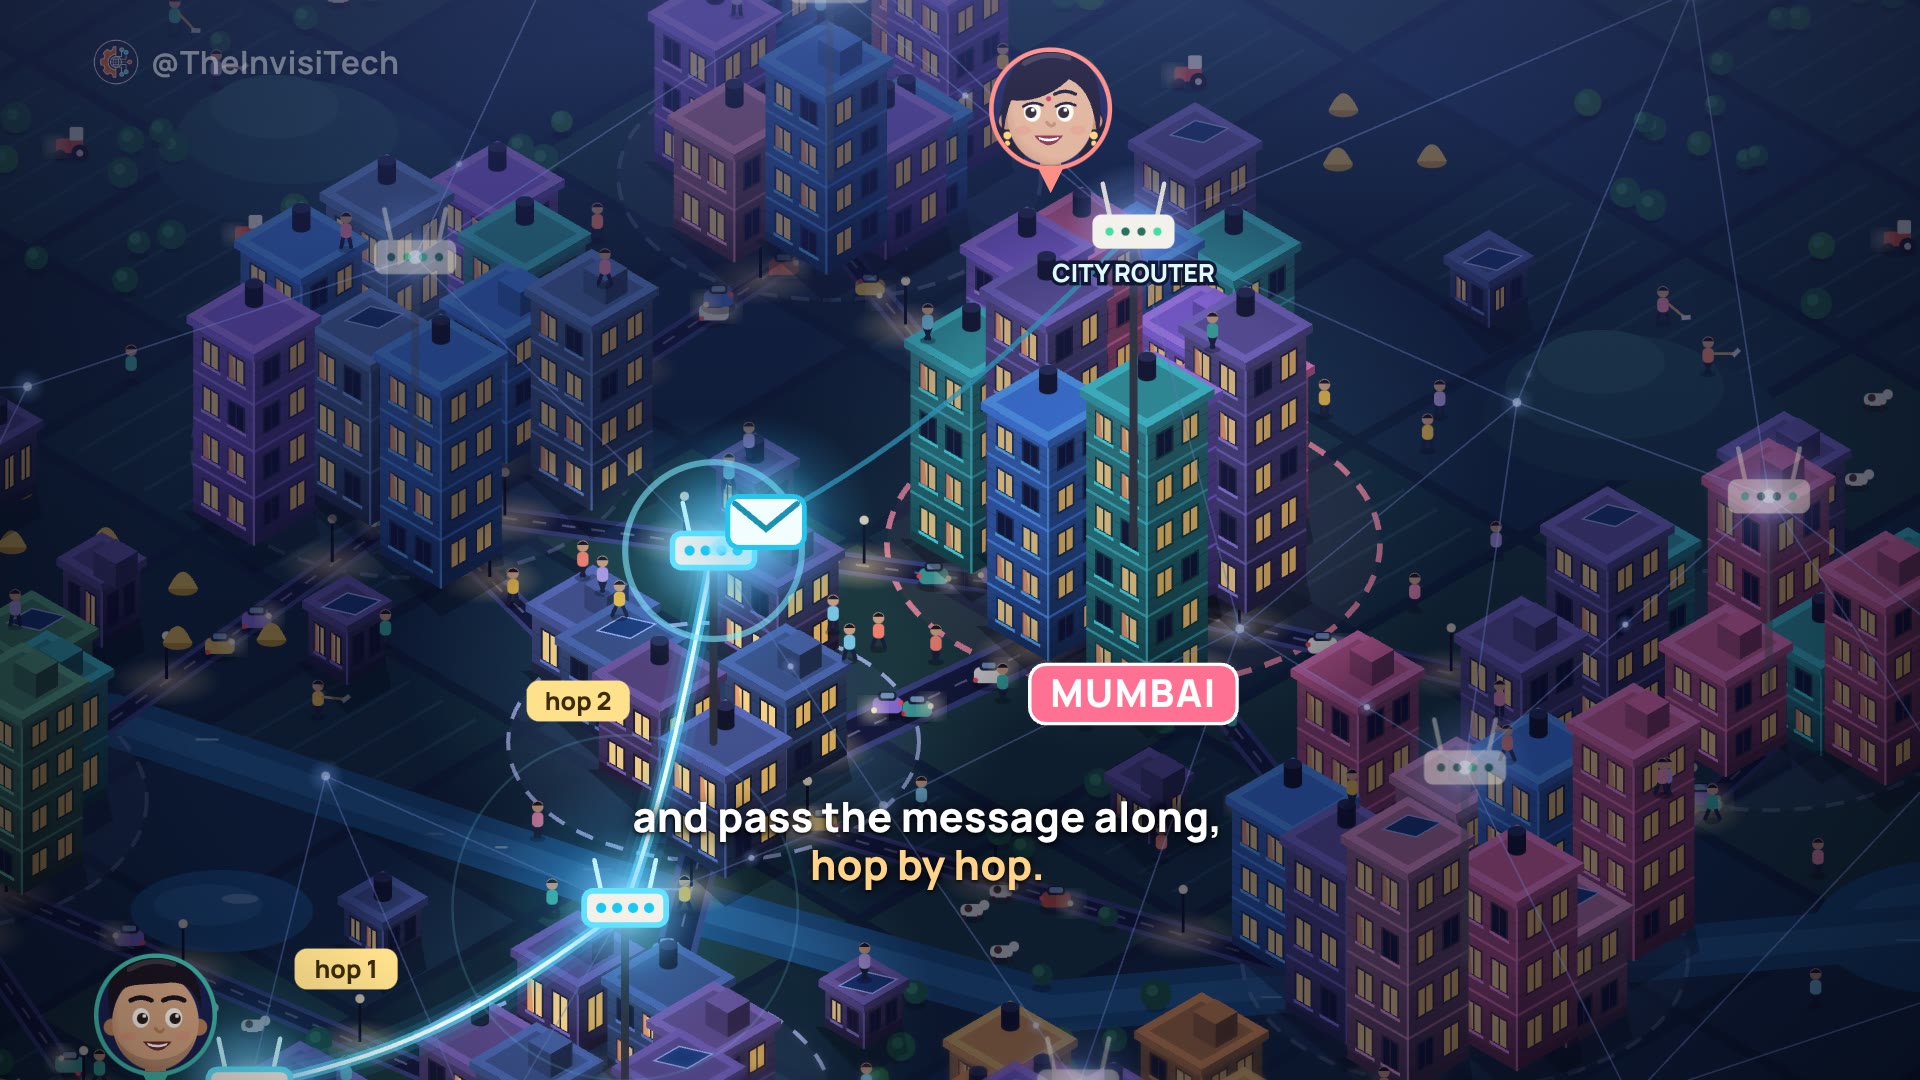 @TheInvisiTech
CITY ROUTER
hop 2
MUMBAI
and pass the message along,
hop by hop.
hop 1